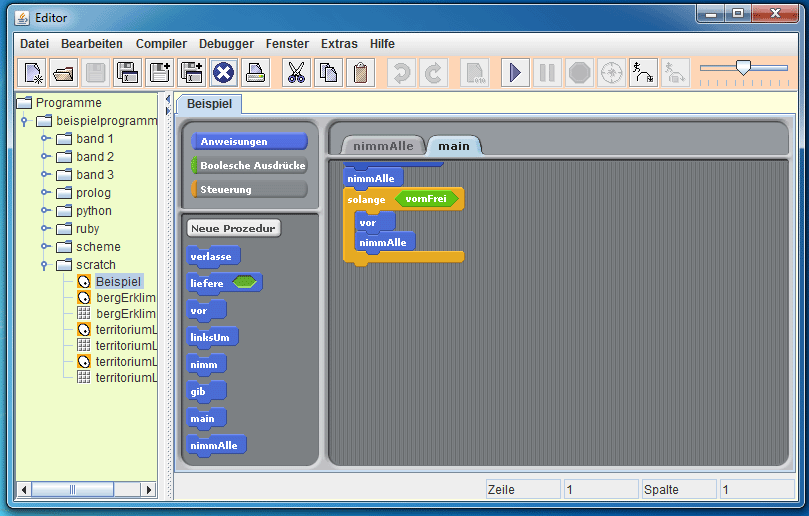 Editor
Datei Bearbeiten Compiler Debugger Fenster Extras Hilfe
Programme
beispielprogramm
band 1
band 2
band 3
prolog
python
ruby
scheme
scratch
Beispiel
bergErklim
bergErklim
territoriumL
territoriumL
territoriumL
territoriumL
Beispiel
Anweisungen
Boolesche Ausdrücke
Steuerung
Neue Prozedur
verlasse
liefere
vor
linksUm
nimm
gib
main
nimmAlle
nimmAlle main
nimmAlle
solange vornFrei
vor
nimmAlle
Zeile 1 Spalte 1